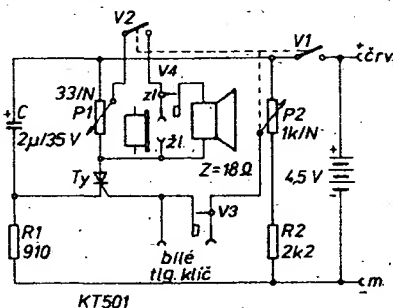 V2
V1
+
črv.
33/N
V4
P1
zl.
+
C
2µ/35 V
P2
1k/N
žl.
+
4,5 V
-
Ty
Z=18Ω
V3
R1
910
R2
2k2
bílé
tlg. klíč
m.
-
KT501